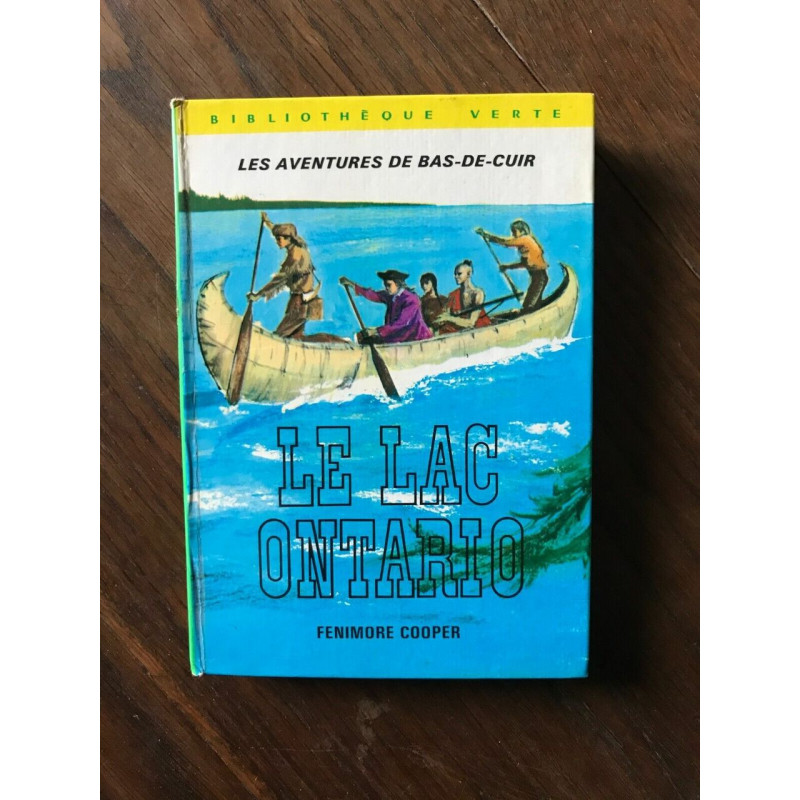 BIBLIOTHÈQUE VERTE
LES AVENTURES DE BAS-DE-CUIR
LE LAC
ONTARIO
FENIMORE COOPER